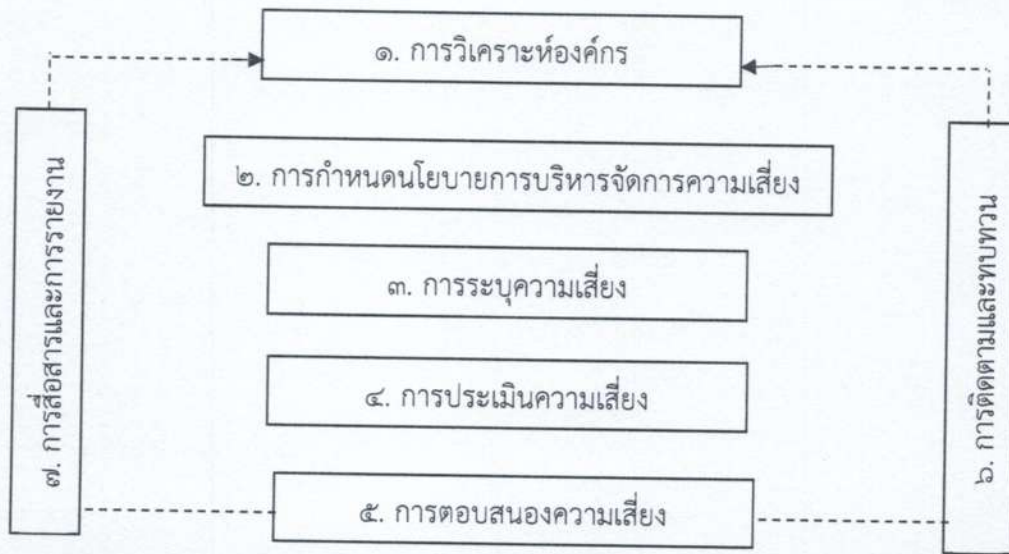 ๑. การวิเคราะห์องค์กร
๒. การกำหนดนโยบายการบริหารจัดการความเสี่ยง
๓. การระบุความเสี่ยง
๔. การประเมินความเสี่ยง
๕. การตอบสนองความเสี่ยง
๖. การติดตามและทบทวน
๗. การสื่อสารและการรายงาน